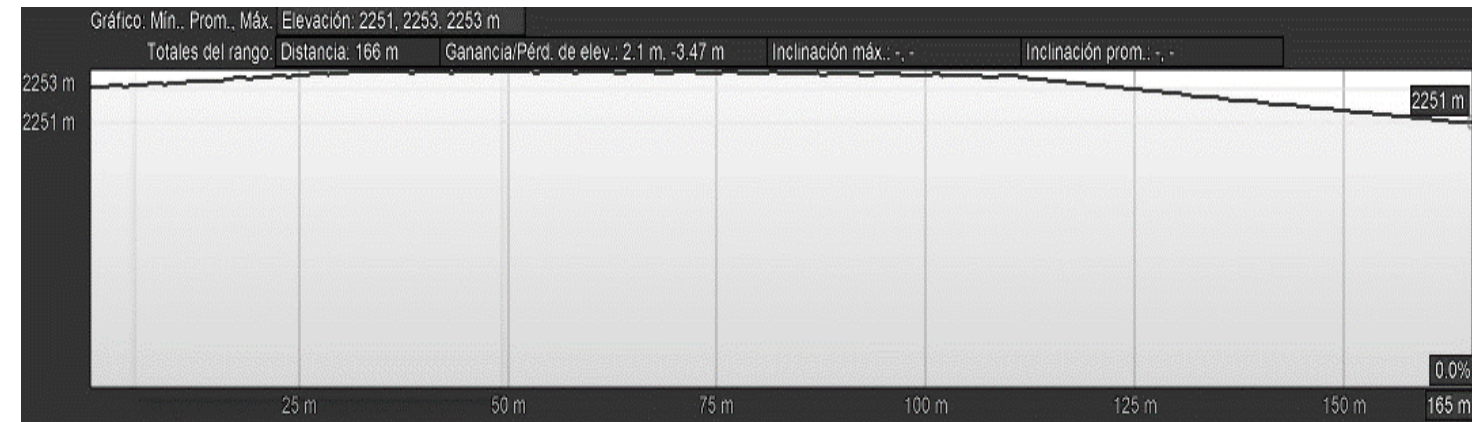 Gráfico: Mín., Prom., Máx. Elevación: 2251, 2253, 2253 m
Totales del rango: Distancia: 166 m Ganancia/Pérd. de elev.: 2.1 m. -3.47 m Inclinación máx.: -, - Inclinación prom.: -, -
2253 m
2251 m
2251 m
0.0%
25 m 50 m 75 m 100 m 125 m 150 m 165 m